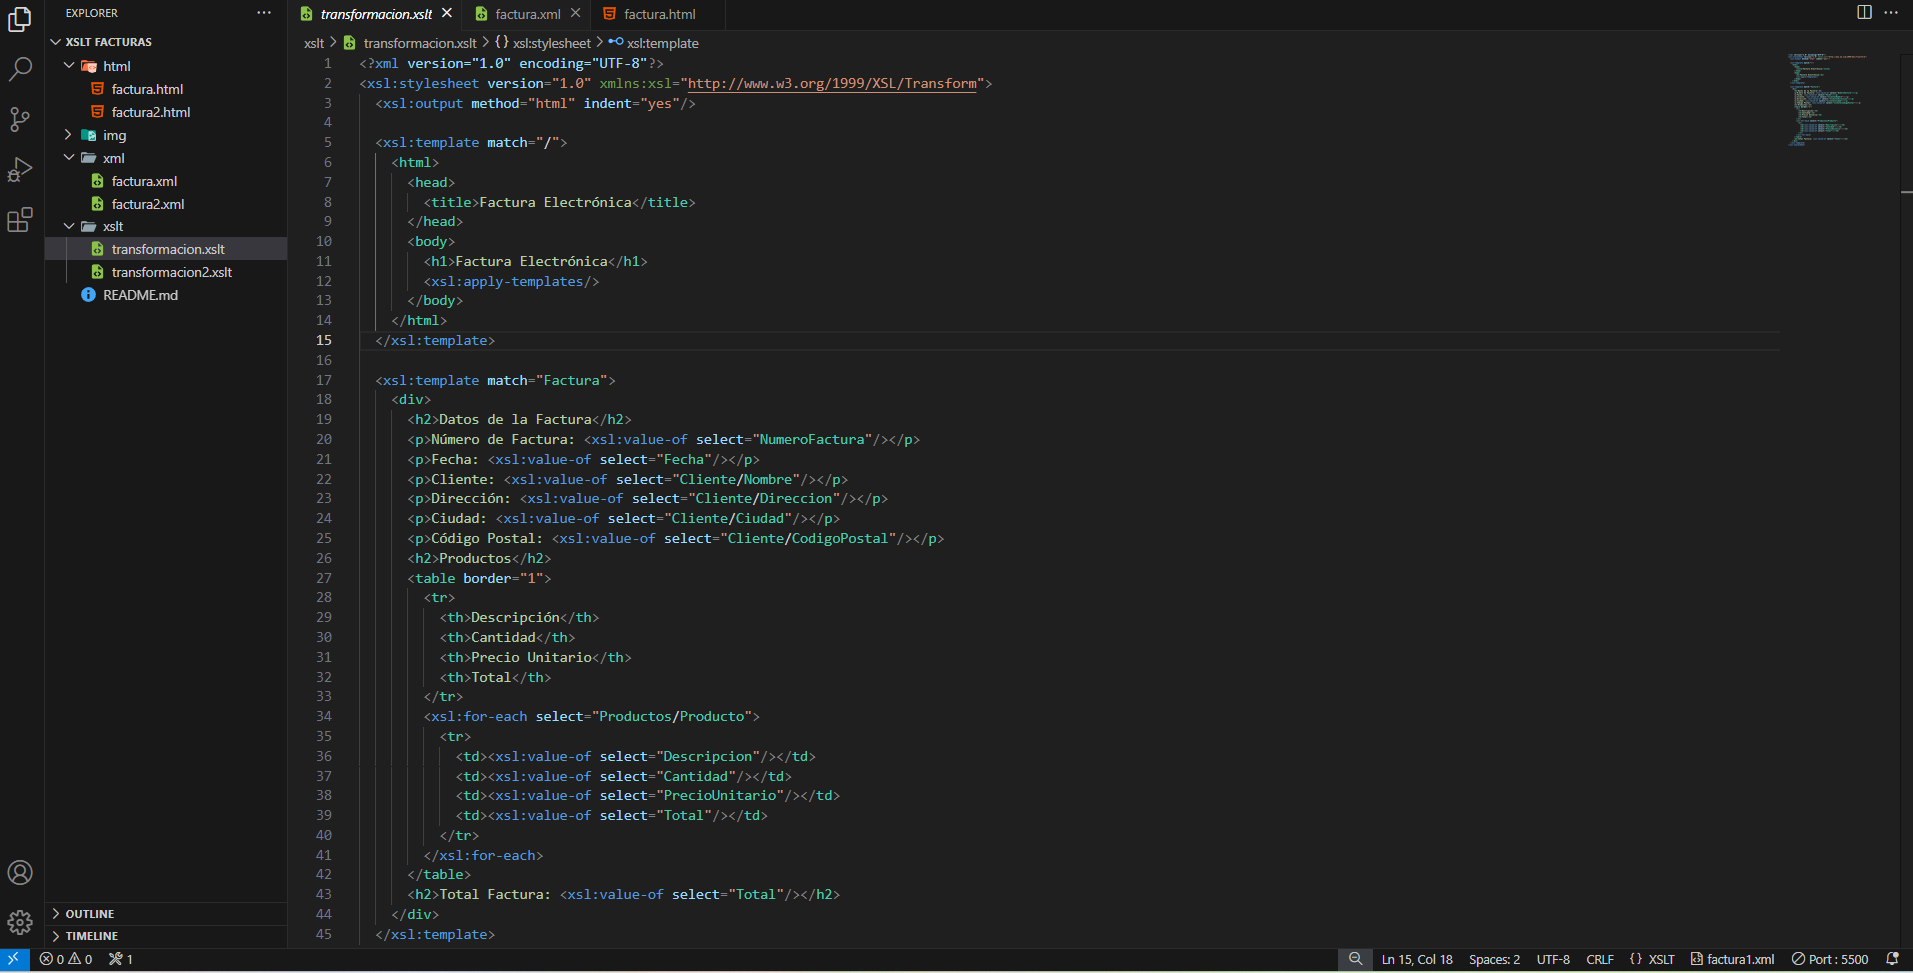 EXPLORER
XSLT FACTURAS
html
factura.html
factura2.html
img
xml
factura.xml
factura2.xml
xslt
transformacion.xslt
transformacion2.xslt
README.md
OUTLINE
TIMELINE
transformacion.xslt factura.xml factura.html
xslt > transformacion.xslt > {} xsl:stylesheet > xsl:template
1 <?xml version="1.0" encoding="UTF-8"?>
2 <xsl:stylesheet version="1.0" xmlns:xsl="http://www.w3.org/1999/XSL/Transform">
3   <xsl:output method="html" indent="yes"/>
4
5   <xsl:template match="/">
6     <html>
7       <head>
8         <title>Factura Electrónica</title>
9       </head>
10       <body>
11         <h1>Factura Electrónica</h1>
12         <xsl:apply-templates/>
13       </body>
14     </html>
15   </xsl:template>
16
17   <xsl:template match="Factura">
18     <div>
19       <h2>Datos de la Factura</h2>
20       <p>Número de Factura: <xsl:value-of select="NumeroFactura"/></p>
21       <p>Fecha: <xsl:value-of select="Fecha"/></p>
22       <p>Cliente: <xsl:value-of select="Cliente/Nombre"/></p>
23       <p>Dirección: <xsl:value-of select="Cliente/Direccion"/></p>
24       <p>Ciudad: <xsl:value-of select="Cliente/Ciudad"/></p>
25       <p>Código Postal: <xsl:value-of select="Cliente/CodigoPostal"/></p>
26       <h2>Productos</h2>
27       <table border="1">
28         <tr>
29           <th>Descripción</th>
30           <th>Cantidad</th>
31           <th>Precio Unitario</th>
32           <th>Total</th>
33         </tr>
34         <xsl:for-each select="Productos/Producto">
35           <tr>
36             <td><xsl:value-of select="Descripcion"/></td>
37             <td><xsl:value-of select="Cantidad"/></td>
38             <td><xsl:value-of select="PrecioUnitario"/></td>
39             <td><xsl:value-of select="Total"/></td>
40           </tr>
41         </xsl:for-each>
42       </table>
43       <h2>Total Factura: <xsl:value-of select="Total"/></h2>
44     </div>
45   </xsl:template>
0 0 1 Ln 15, Col 18 Spaces: 2 UTF-8 CRLF {} XSLT factura1.xml Port : 5500